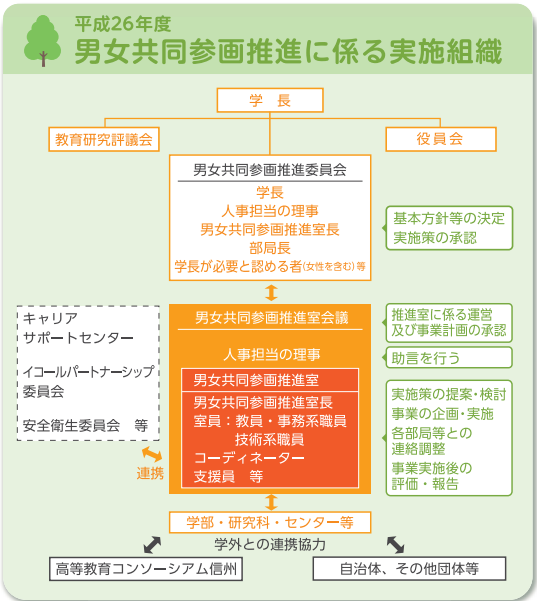 平成26年度
男女共同参画推進に係る実施組織
学　長
教育研究評議会
役員会
男女共同参画推進委員会
学長
人事担当の理事
男女共同参画推進室長
部局長
学長が必要と認める者(女性を含む)等
基本方針等の決定
実施策の承認
キャリア
サポートセンター
イコールパートナーシップ
委員会
安全衛生委員会　等
連携
男女共同参画推進室会議
人事担当の理事
男女共同参画推進室
男女共同参画推進室長
室員：教員・事務系職員
技術系職員
コーディネーター
支援員　等
推進室に係る運営
及び事業計画の承認
助言を行う
実施策の提案・検討
事業の企画・実施
各部局等との
連絡調整
事業実施後の
評価・報告
学部・研究科・センター等
学外との連携協力
高等教育コンソーシアム信州
自治体、その他団体等